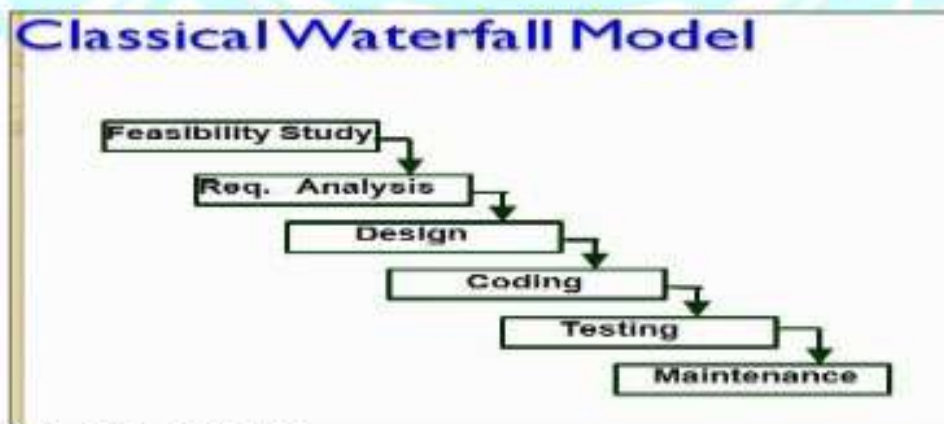 Classical Waterfall Model
Feasibility Study
Req. Analysis
Design
Coding
Testing
Maintenance